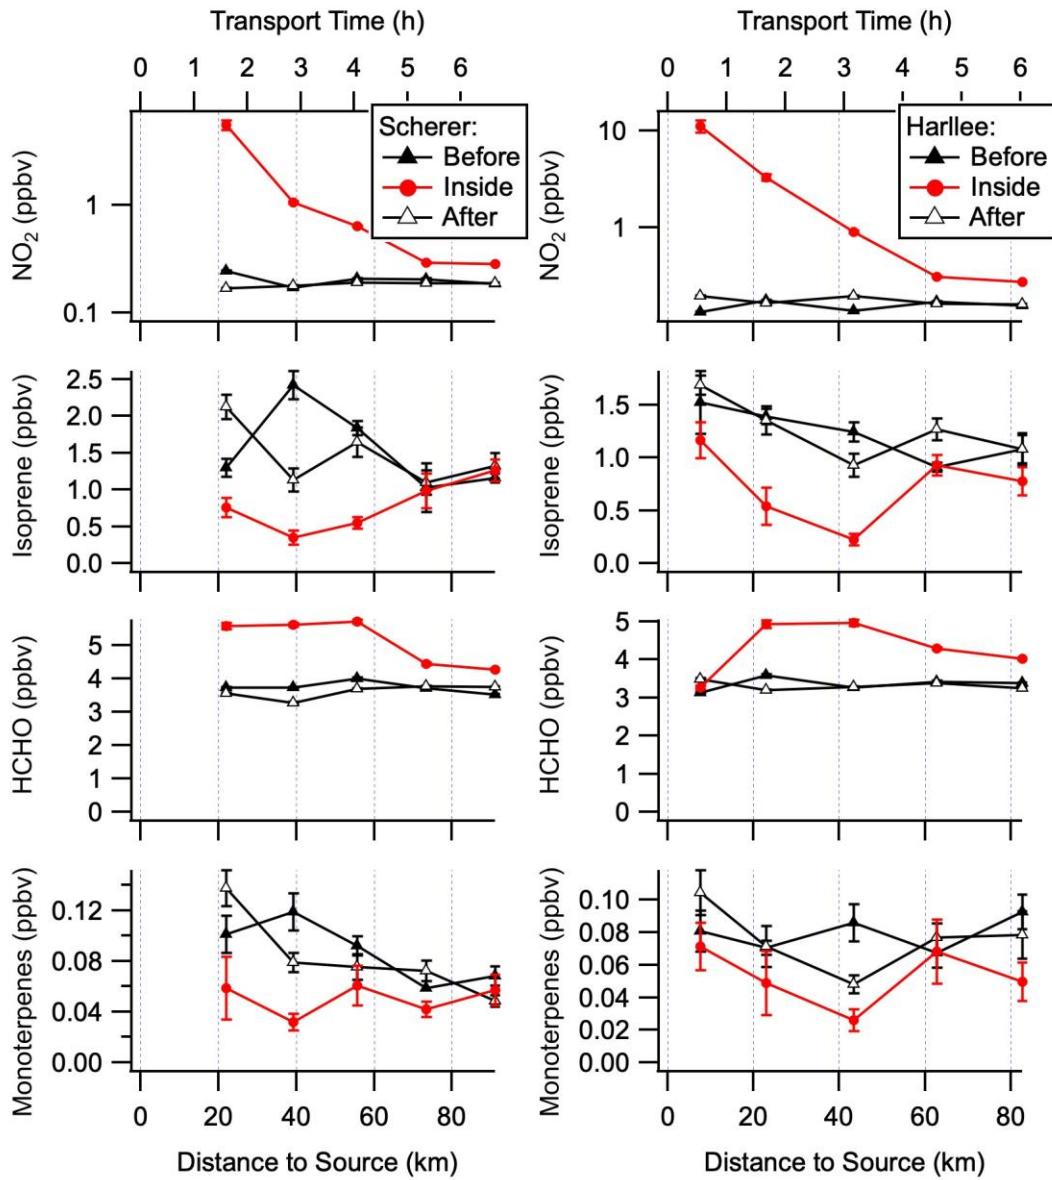 Transport Time (h)
Transport Time (h)
0 1 2 3 4 5 6
0 1 2 3 4 5 6
NO2 (ppbv)
1
0.1
Scherer:
Before
Inside
After
NO2 (ppbv)
10
1
Harllee:
Before
Inside
After
Isoprene (ppbv)
2.5
2.0
1.5
1.0
0.5
0.0
Isoprene (ppbv)
1.5
1.0
0.5
0.0
HCHO (ppbv)
5
4
3
2
1
0
HCHO (ppbv)
5
4
3
2
1
0
Monoterpenes (ppbv)
0.12
0.08
0.04
0.00
Monoterpenes (ppbv)
0.10
0.08
0.06
0.04
0.02
0.00
0 20 40 60 80
0 20 40 60 80
Distance to Source (km)
Distance to Source (km)